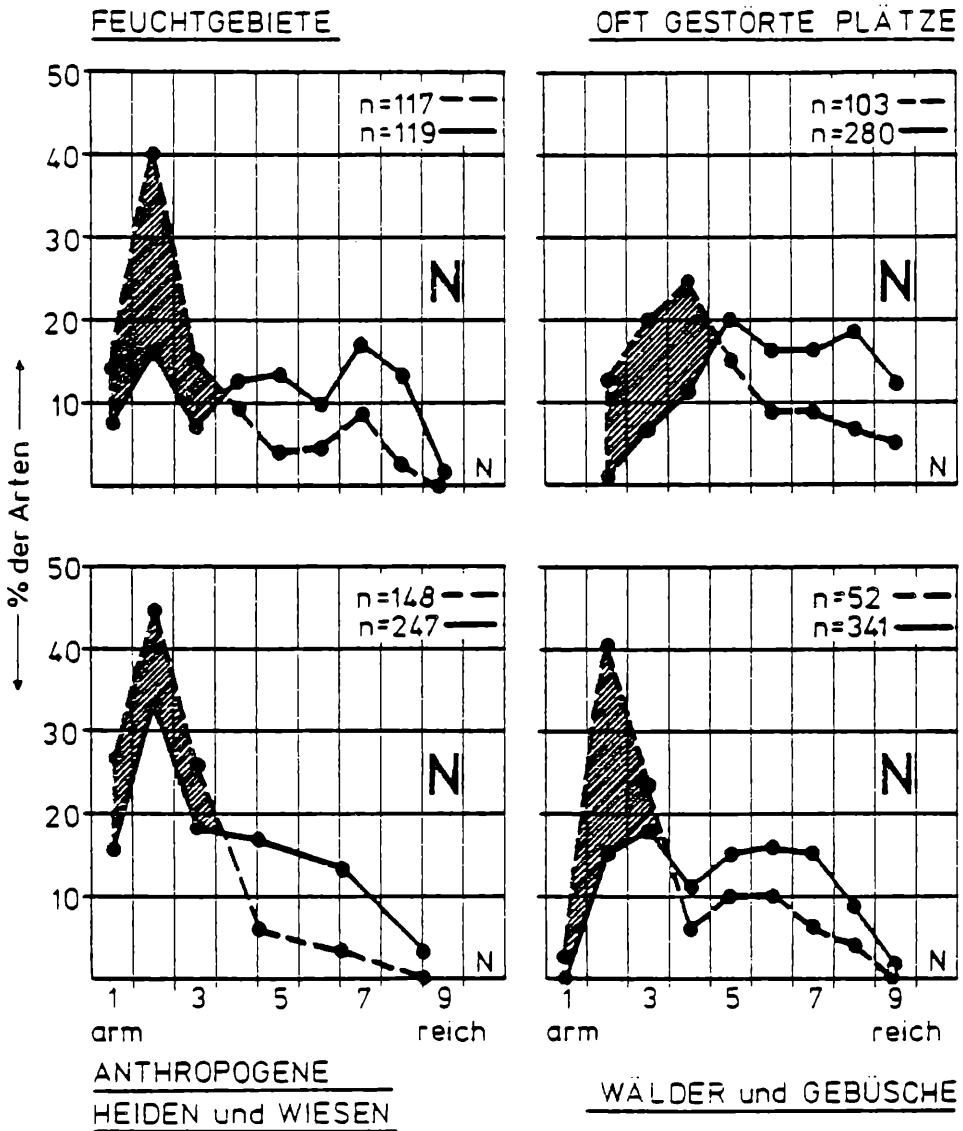 FEUCHTGEBIETE
OFT GESTÖRTE PLÄTZE
50
40
30
20
10
n=117
n=119
N
N
n=103
n=280
N
N
% der Arten
50
40
30
20
10
n=148
n=247
N
N
1 3 5 7 9
arm reich
n=52
n=341
N
N
1 3 5 7 9
arm reich
ANTHROPOGENE
HEIDEN und WIESEN
WÄLDER und GEBÜSCHE